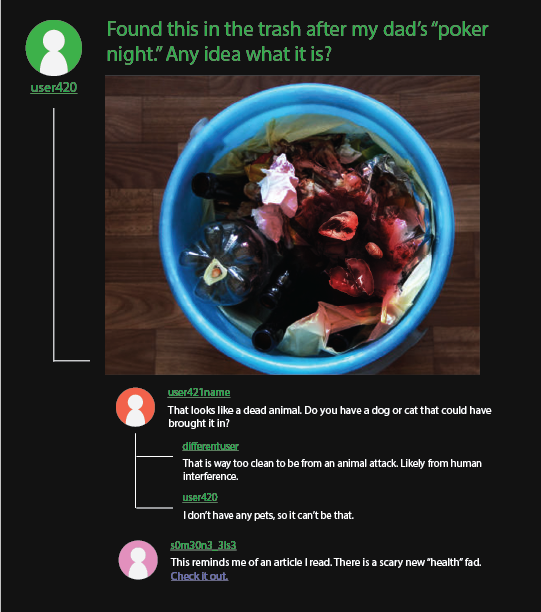 Found this in the trash after my dad's “poker
night.” Any idea what it is?
user420
user421name
That looks like a dead animal. Do you have a dog or cat that could have
brought it in?
differentuser
That is way too clean to be from an animal attack. Likely from human
interference.
user420
I don't have any pets, so it can't be that.
s0m30n3_3ls3
This reminds me of an article I read. There is a scary new “health” fad.
Check it out.